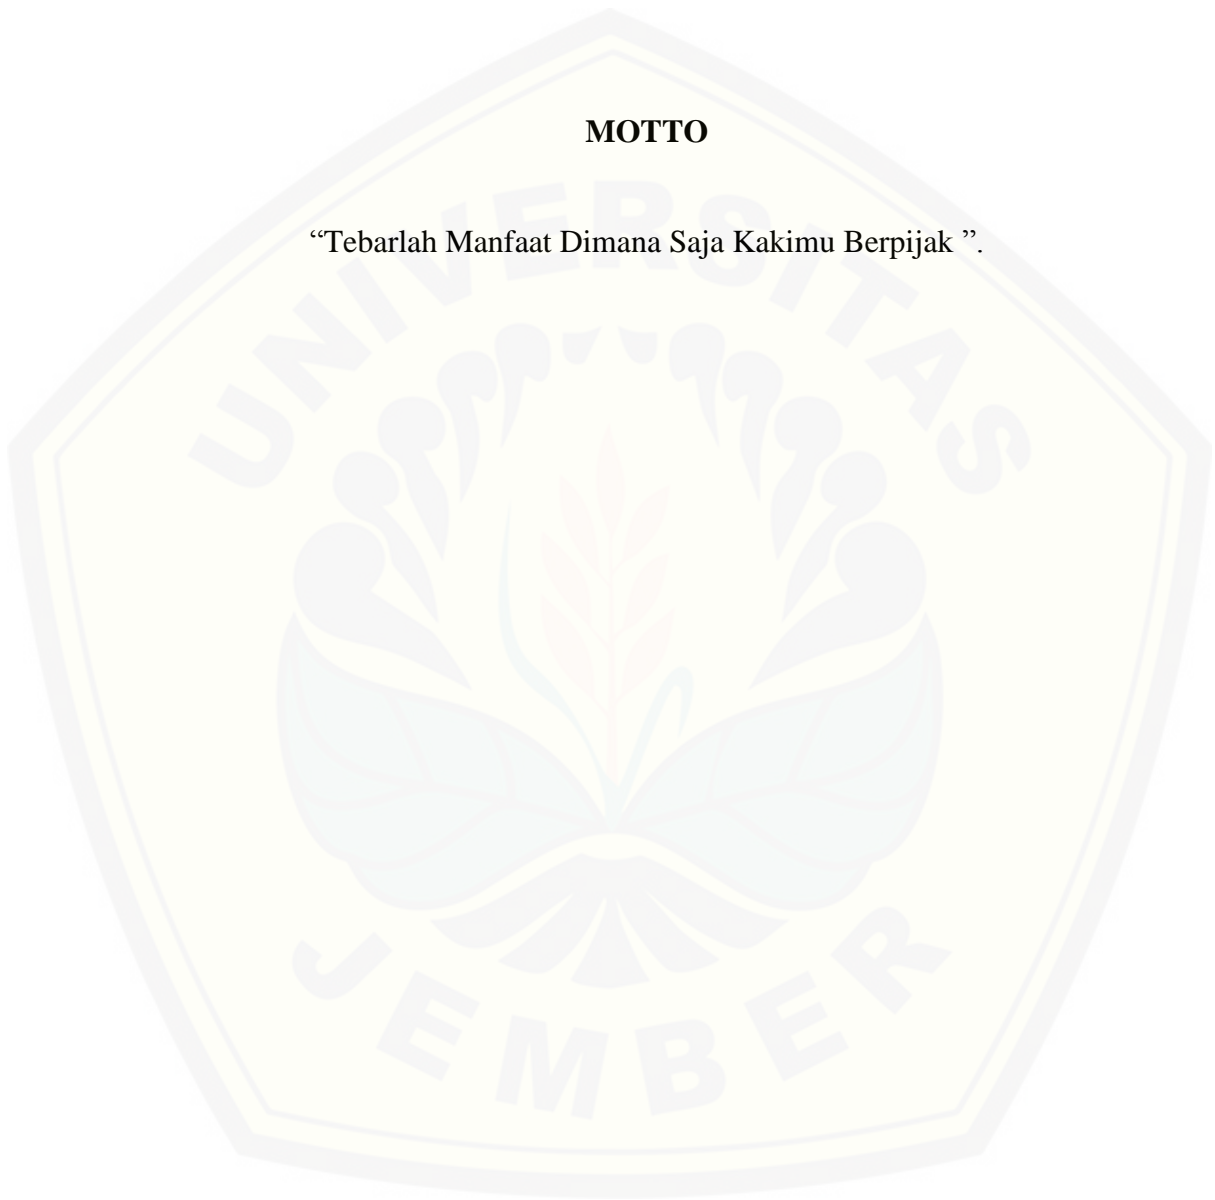 MOTTO
“Tebarlah Manfaat Dimana Saja Kakimu Berpijak ”.
UNIVERSITAS
JEMBER